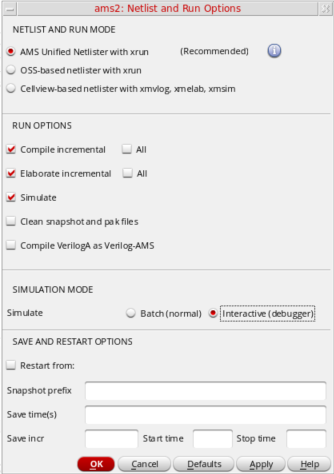 ams2: Netlist and Run Options
NETLIST AND RUN MODE
AMS Unified Netlister with xrun (Recommended)
OSS-based netlister with xrun
Cellview-based netlister with xmvlog, xmelab, xmsim
RUN OPTIONS
Compile incremental All
Elaborate incremental All
Simulate
Clean snapshot and pak files
Compile VerilogA as Verilog-AMS
SIMULATION MODE
Simulate Batch (normal) Interactive (debugger)
SAVE AND RESTART OPTIONS
Restart from:
Snapshot prefix
Save time(s)
Save incr Start time Stop time
OK Cancel Defaults Apply Help